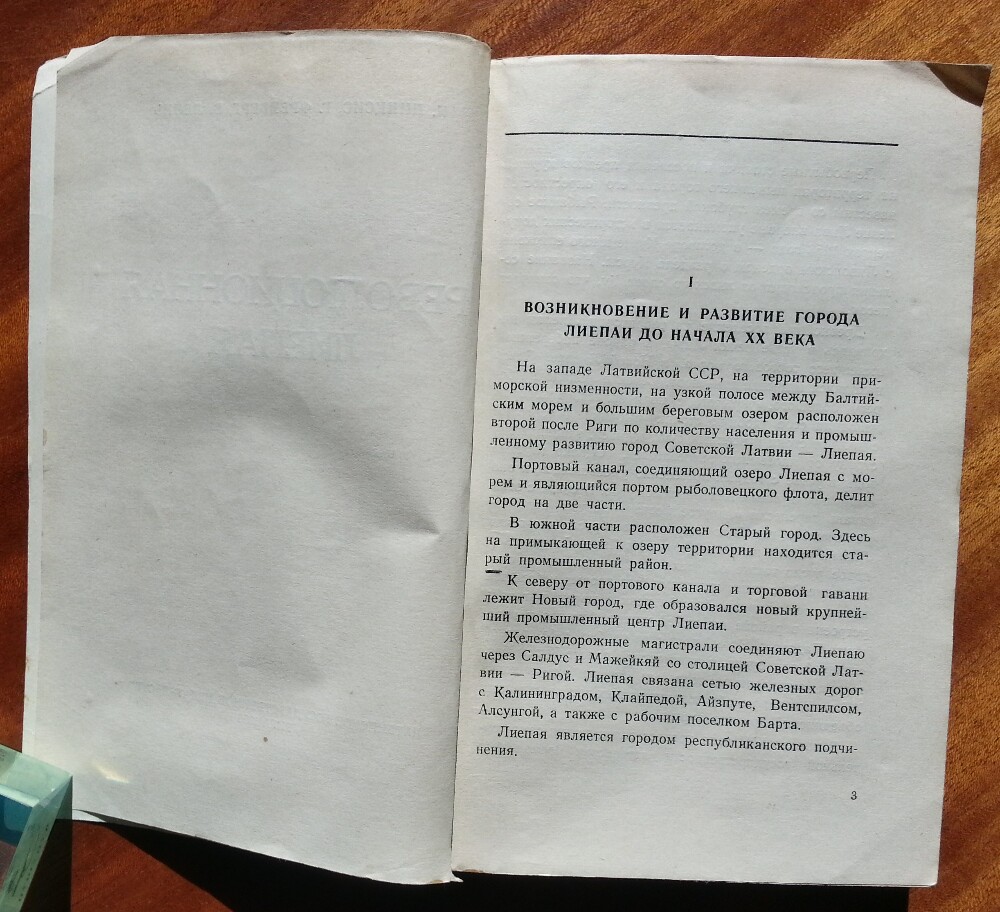 I
ВОЗНИКНОВЕНИЕ И РАЗВИТИЕ ГОРОДА
ЛИЕПАИ ДО НАЧАЛА XX ВЕКА
На западе Латвийской ССР, на территории при-
морской низменности, на узкой полосе между Балтий-
ским морем и большим береговым озером расположен
второй после Риги по количеству населения и промыш-
ленному развитию город Советской Латвии — Лиепая.
Портовый канал, соединяющий озеро Лиепая с мо-
рем и являющийся портом рыболовецкого флота, делит
город на две части.
В южной части расположен Старый город. Здесь
на примыкающей к озеру территории находится ста-
рый промышленный район.
К северу от портового канала и торговой гавани
лежит Новый город, где образовался новый крупней-
ший промышленный центр Лиепаи.
Железнодорожные магистрали соединяют Лиепаю
через Салдус и Мажейкяй со столицей Советской Лат-
вии — Ригой. Лиепая связана сетью железных дорог
с Калининградом, Клайпедой, Айзпуте, Вентспилсом,
Алсунгой, а также с рабочим поселком Барта.
Лиепая является городом республиканского подчи-
нения.
3